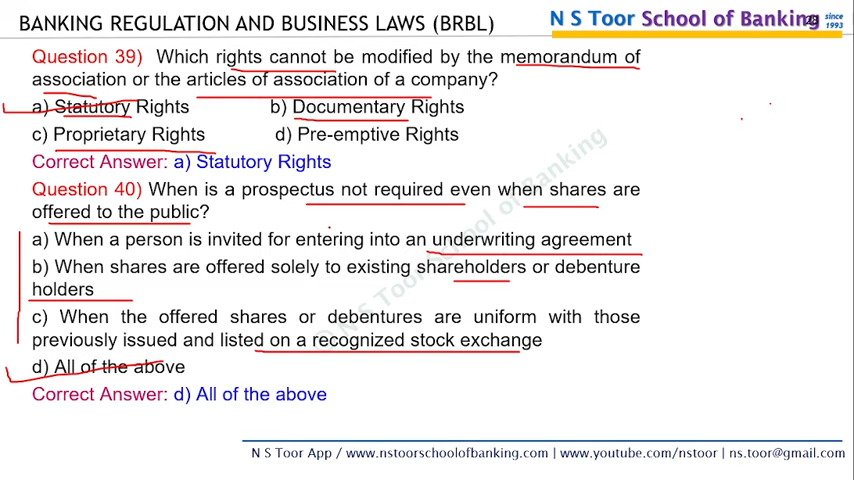 BANKING REGULATION AND BUSINESS LAWS (BRBL)
N S Toor School of Banking since 1993
Question 39) Which rights cannot be modified by the memorandum of
association or the articles of association of a company?
a) Statutory Rights b) Documentary Rights
c) Proprietary Rights d) Pre-emptive Rights
Correct Answer: a) Statutory Rights
Question 40) When is a prospectus not required even when shares are
offered to the public?
a) When a person is invited for entering into an underwriting agreement
b) When shares are offered solely to existing shareholders or debenture
holders
c) When the offered shares or debentures are uniform with those
previously issued and listed on a recognized stock exchange
d) All of the above
Correct Answer: d) All of the above
N S Toor School of Banking
N S Toor App / www.nstoorschoolofbanking.com | www.youtube.com/nstoor | ns.toor@gmail.com